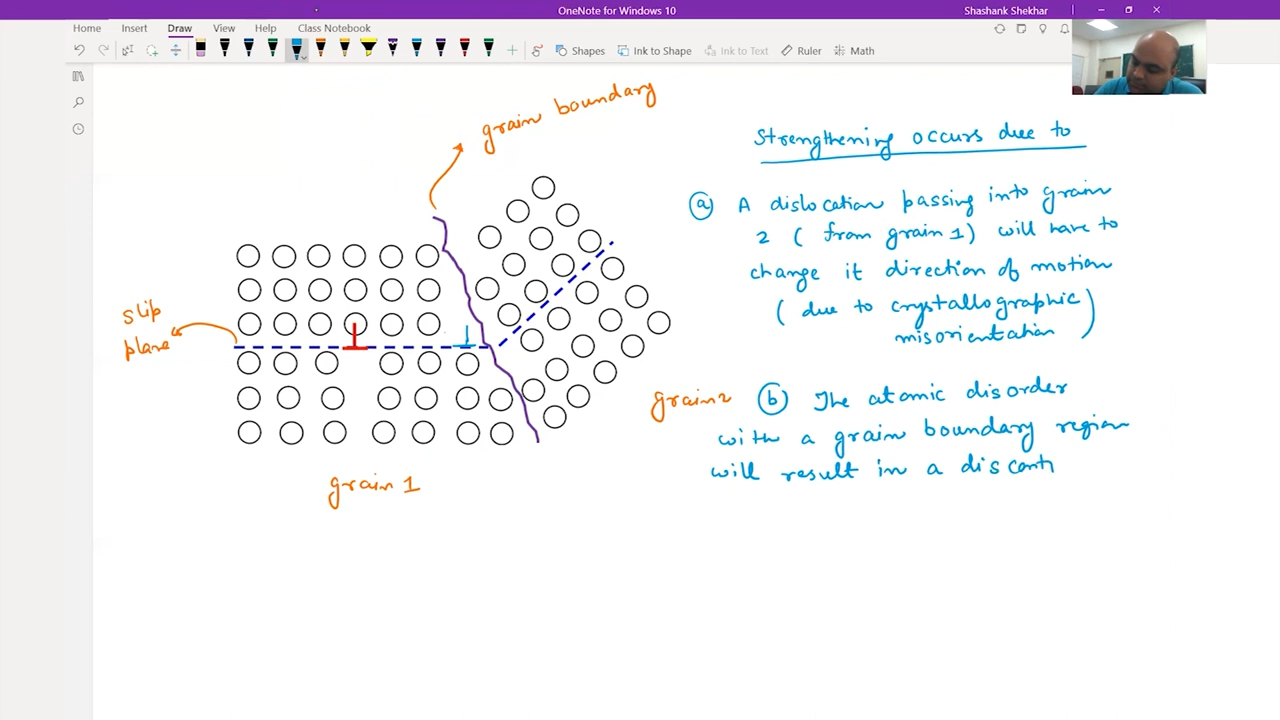 OneNote for Windows 10
Shashank Shekhar
Home Insert Draw View Help Class Notebook
Shapes Ink to Shape Ink to Text Ruler Math
grain boundary
slip
plane
grain 1
grain 2
Strengthening occurs due to
(a) A dislocation passing into grain
2 (from grain 1) will have to
change it direction of motion
(due to crystallographic
misorientation)
(b) The atomic disorder
with a grain boundary region
will result in a disconti